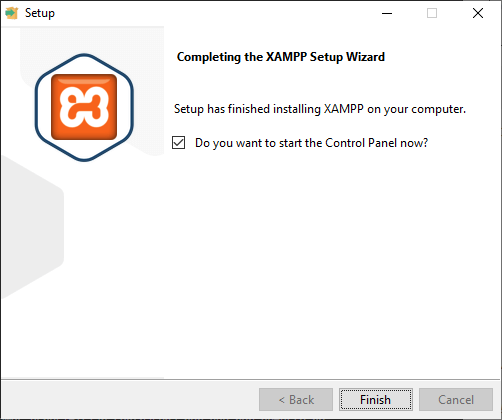 Setup
Completing the XAMPP Setup Wizard
Setup has finished installing XAMPP on your computer.
Do you want to start the Control Panel now?
< Back
Finish
Cancel